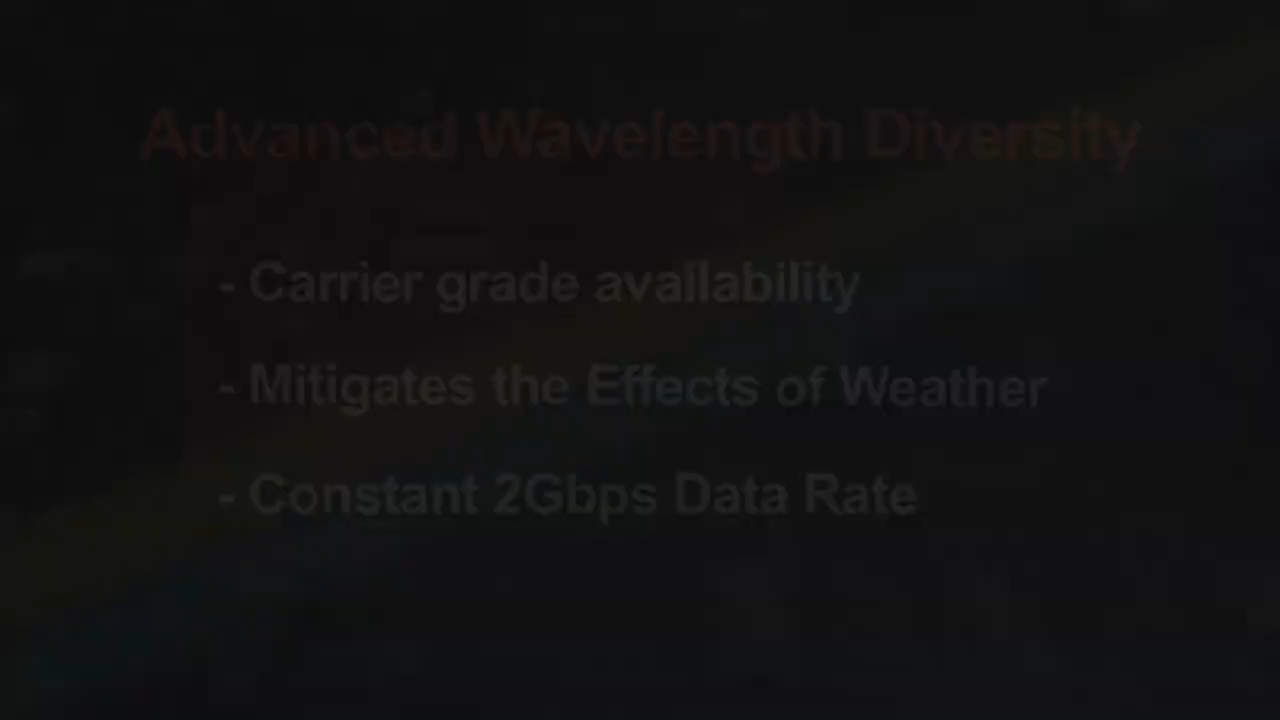 Advanced Wavelength Diversity
- Carrier grade availability
- Mitigates the Effects of Weather
- Constant 2Gbps Data Rate